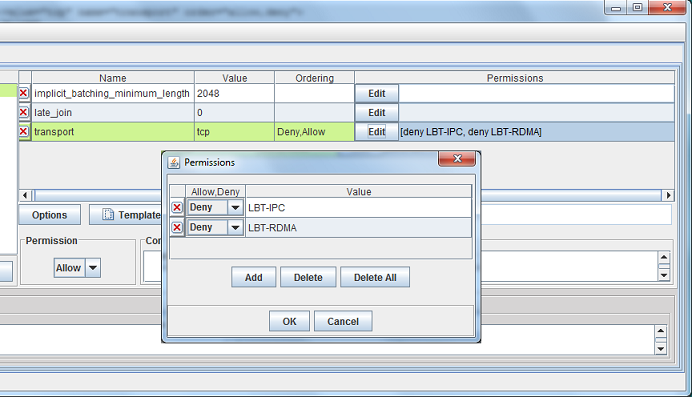 Name Value Ordering Permissions
implicit_batching_minimum_length 2048 Edit
late_join 0 Edit
transport tcp Deny,Allow Edit [deny LBT-IPC, deny LBT-RDMA]
Permissions
Allow,Deny Value
Deny LBT-IPC
Deny LBT-RDMA
Options Template
Permission Co
Allow
Add Delete Delete All
OK Cancel